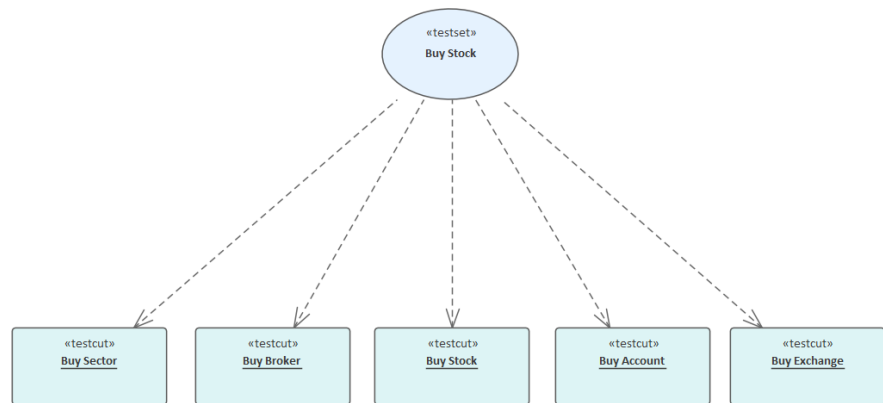 «testset»
Buy Stock
«testcut»
Buy Sector
«testcut»
Buy Broker
«testcut»
Buy Stock
«testcut»
Buy Account
«testcut»
Buy Exchange